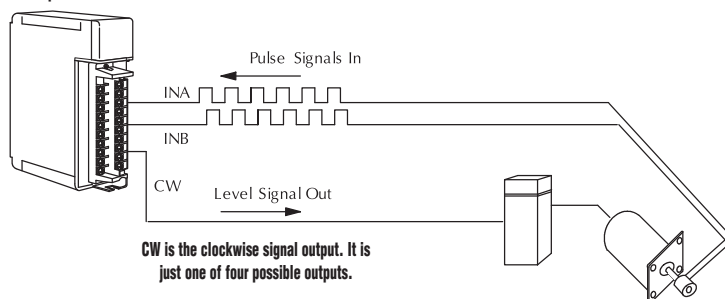 Pulse Signals In
INA
INB
CW
Level Signal Out
CW is the clockwise signal output. It is
just one of four possible outputs.